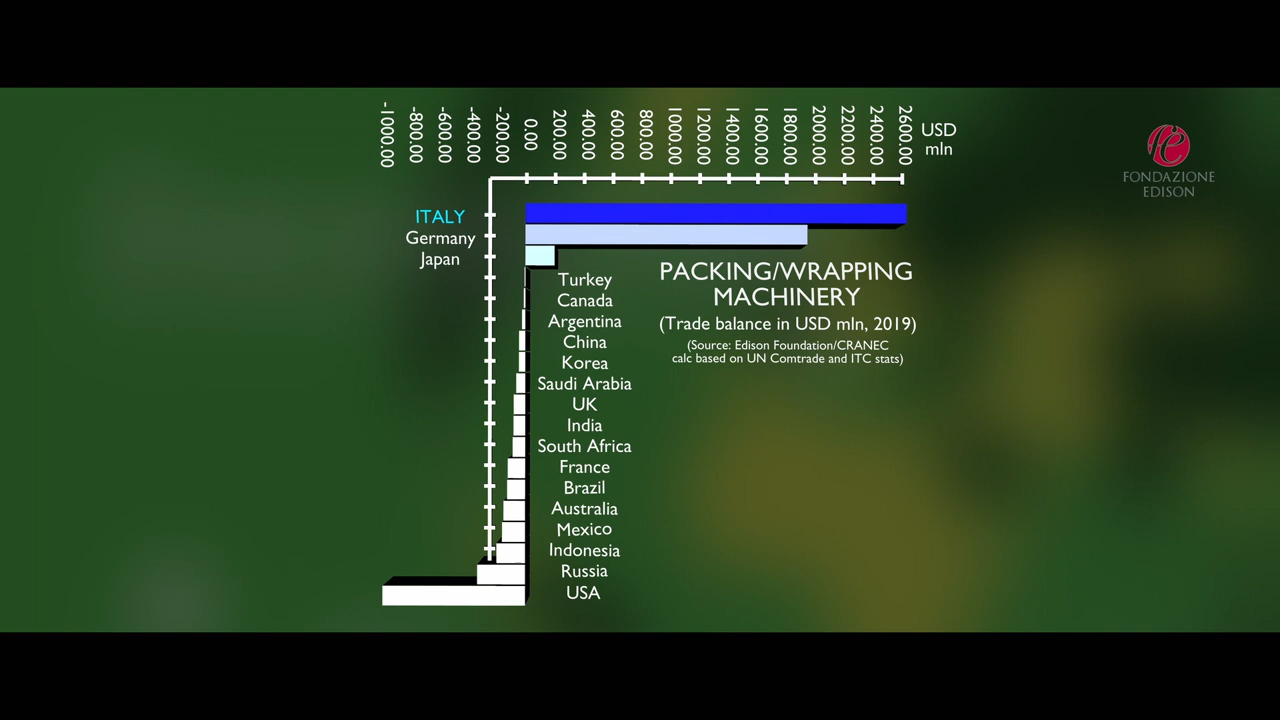 -1000.00
-800.00
-600.00
-400.00
-200.00
0.00
200.00
400.00
600.00
800.00
1000.00
1200.00
1400.00
1600.00
1800.00
2000.00
2200.00
2400.00
2600.00
USD
mln
FONDAZIONE
EDISON
ITALY
Germany
Japan
Turkey
Canada
Argentina
China
Korea
Saudi Arabia
UK
India
South Africa
France
Brazil
Australia
Mexico
Indonesia
Russia
USA
PACKING/WRAPPING
MACHINERY
(Trade balance in USD mln, 2019)
(Source: Edison Foundation/CRANEC
calc based on UN Comtrade and ITC stats)